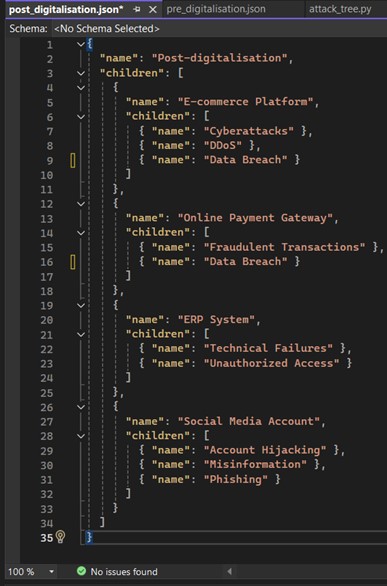 post_digitalisation.json* pre_digitalisation.json attack_tree.py
Schema: <No Schema Selected>
1 {
2 "name": "Post-digitalisation",
3 "children": [
4 {
5 "name": "E-commerce Platform",
6 "children": [
7 { "name": "Cyberattacks" },
8 { "name": "DDoS" },
9 { "name": "Data Breach" }
10 ]
11 },
12 {
13 "name": "Online Payment Gateway",
14 "children": [
15 { "name": "Fraudulent Transactions" },
16 { "name": "Data Breach" }
17 ]
18 },
19 {
20 "name": "ERP System",
21 "children": [
22 { "name": "Technical Failures" },
23 { "name": "Unauthorized Access" }
24 ]
25 },
26 {
27 "name": "Social Media Account",
28 "children": [
29 { "name": "Account Hijacking" },
30 { "name": "Misinformation" },
31 { "name": "Phishing" }
32 ]
33 }
34 ]
35 }
100 % No issues found